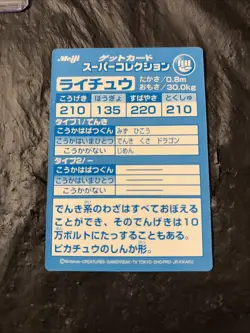 Meiji
ゲットカード
スーパーコレクション
ライチュウ
たかさ/0.8m
おもさ/30.0kg
こうげき ぼうぎょ すばやさ とくしゅ
210 135 220 210
タイプ1/でんき
こうかばつぐん みず ひこう
こうかいまひとつ でんき くさ ドラゴン
こうかがない じめん
タイプ2/ー
こうかばつぐん
こうかいまひとつ
こうかがない
でんき系のわざはすべておぼえる
ことができ、そのでんげきは10
万ボルトにたっすることもある。
ピカチュウのしんか形。
©Nintendo・CREATURES・GAMEFREAK・TV TOKYO・SHO-PRO・JR KIKAKU